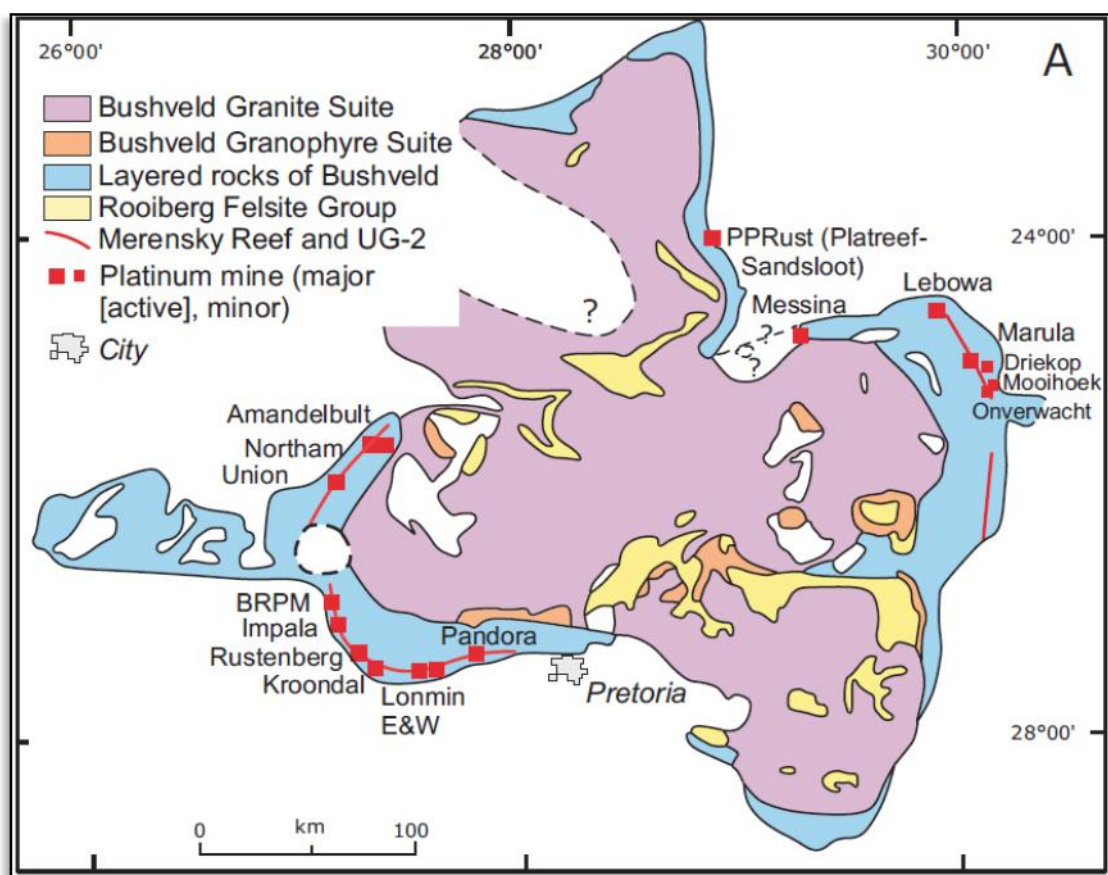 26°00'
28°00'
30°00'
A
Bushveld Granite Suite
Bushveld Granophyre Suite
Layered rocks of Bushveld
Rooiberg Felsite Group
Merensky Reef and UG-2
Platinum mine (major
[active], minor)
City
24°00'
PPRust (Platreef-
Sandsloot)
Lebowa
Messina
?
?
?
Marula
Driekop
Mooihoek
Onverwacht
Amandelbult
Northam
Union
BRPM
Impala
Rustenberg
Kroondal
Pandora
Lonmin
E&W
Pretoria
28°00'
0 km 100